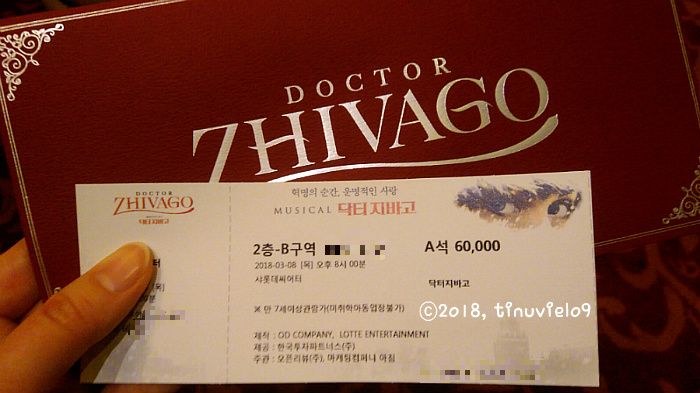 DOCTOR
ZHIVAGO
DOCTOR
ZHIVAGO
닥터 지바고
혁명의 순간, 운명적인 사랑
MUSICAL 닥터지바고
2층-B구역
A석 60,000
2018-03-08 [목] 오후 8시 00분
샤롯데씨어터
닥터지바고
※ 만 7세이상관람가(미취학아동입장불가)
©2018, tinuviel09
제작 : OD COMPANY, LOTTE ENTERTAINMENT
제공 : 한국투자파트너스(주)
주관 : 오픈리뷰(주), 마케팅컴퍼니 아침